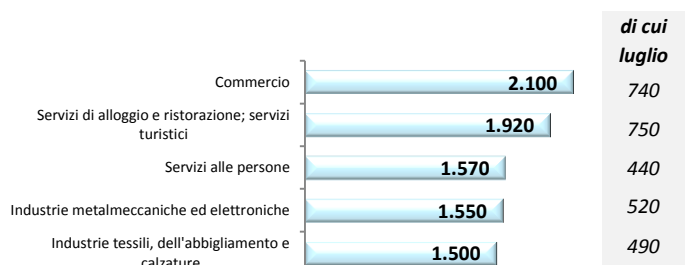 di cui
luglio
Commercio 2.100 740
Servizi di alloggio e ristorazione; servizi
turistici 1.920 750
Servizi alle persone 1.570 440
Industrie metalmeccaniche ed elettroniche 1.550 520
Industrie tessili, dell'abbigliamento e
calzature 1.500 490